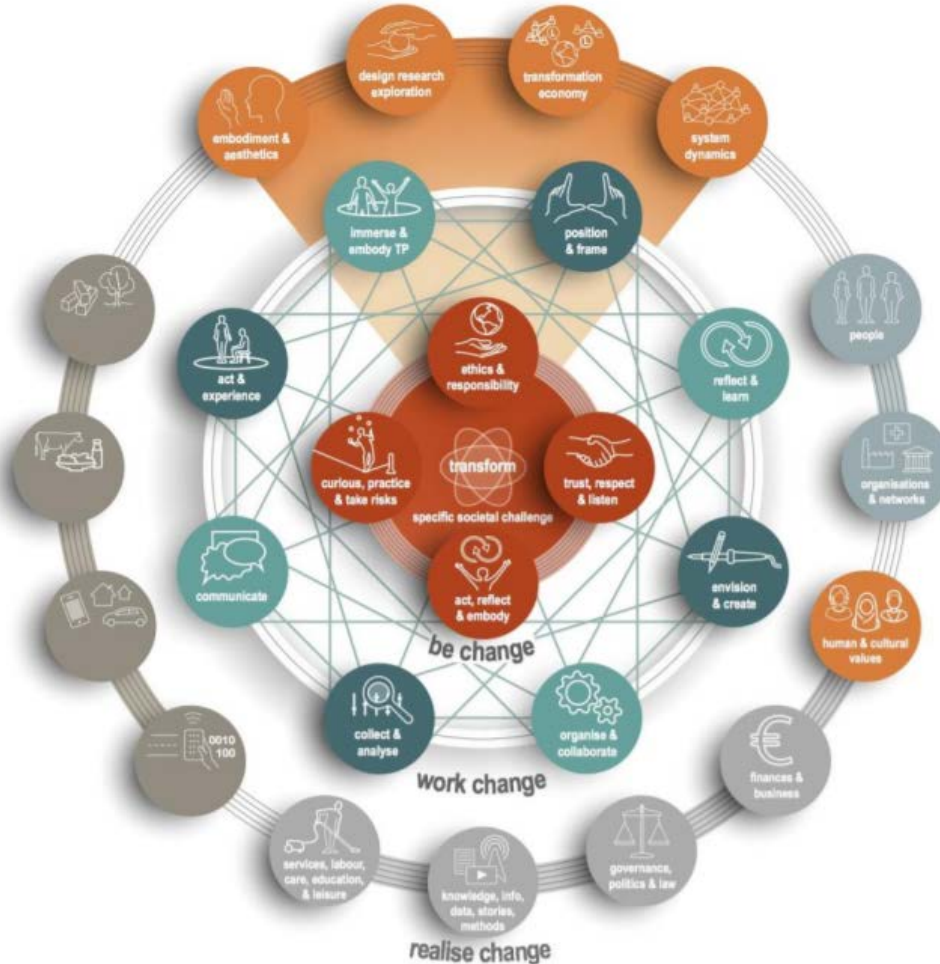 design research
exploration
transformation
economy
embodiment &
aesthetics
system
dynamics
immerse &
embody TP
position
& frame
people
act &
experience
ethics &
responsibility
reflect &
learn
transform
curious, practice
& take risks
trust, respect
& listen
organisations
& networks
specific societal challenge
communicate
act, reflect
& embody
envision
& create
human & cultural
values
be change
collect &
analyse
organise &
collaborate
0010
100
€
finances &
business
work change
services, labour,
care, education,
& leisure
knowledge, info,
data, stories,
methods
governance,
politics & law
realise change